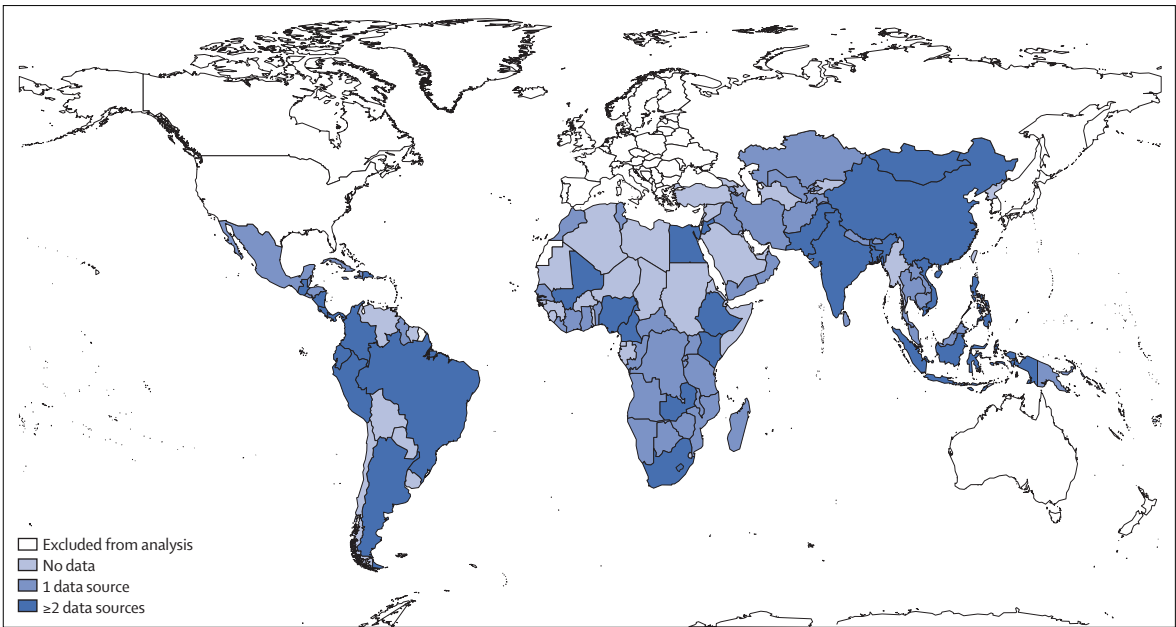 Excluded from analysis
No data
1 data source
≥2 data sources